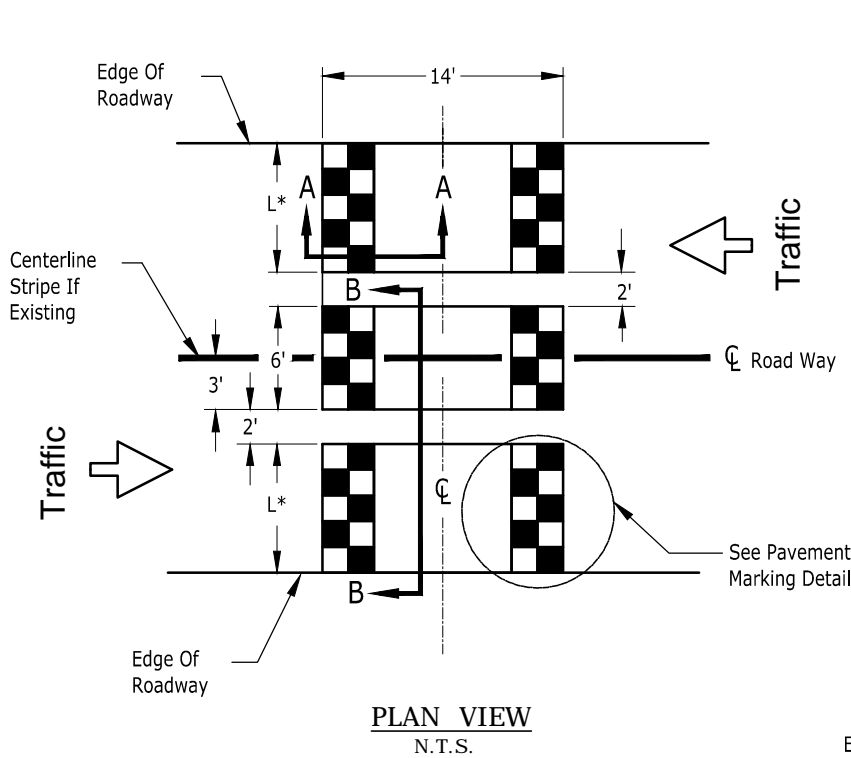 14'
Edge Of
Roadway
A
A
L*
Traffic
Centerline
Stripe If
Existing
B
2'
6'
3'
℄ Road Way
2'
Traffic
L*
℄
See Pavement
Marking Detail
B
Edge Of
Roadway
PLAN VIEW
N.T.S.
E